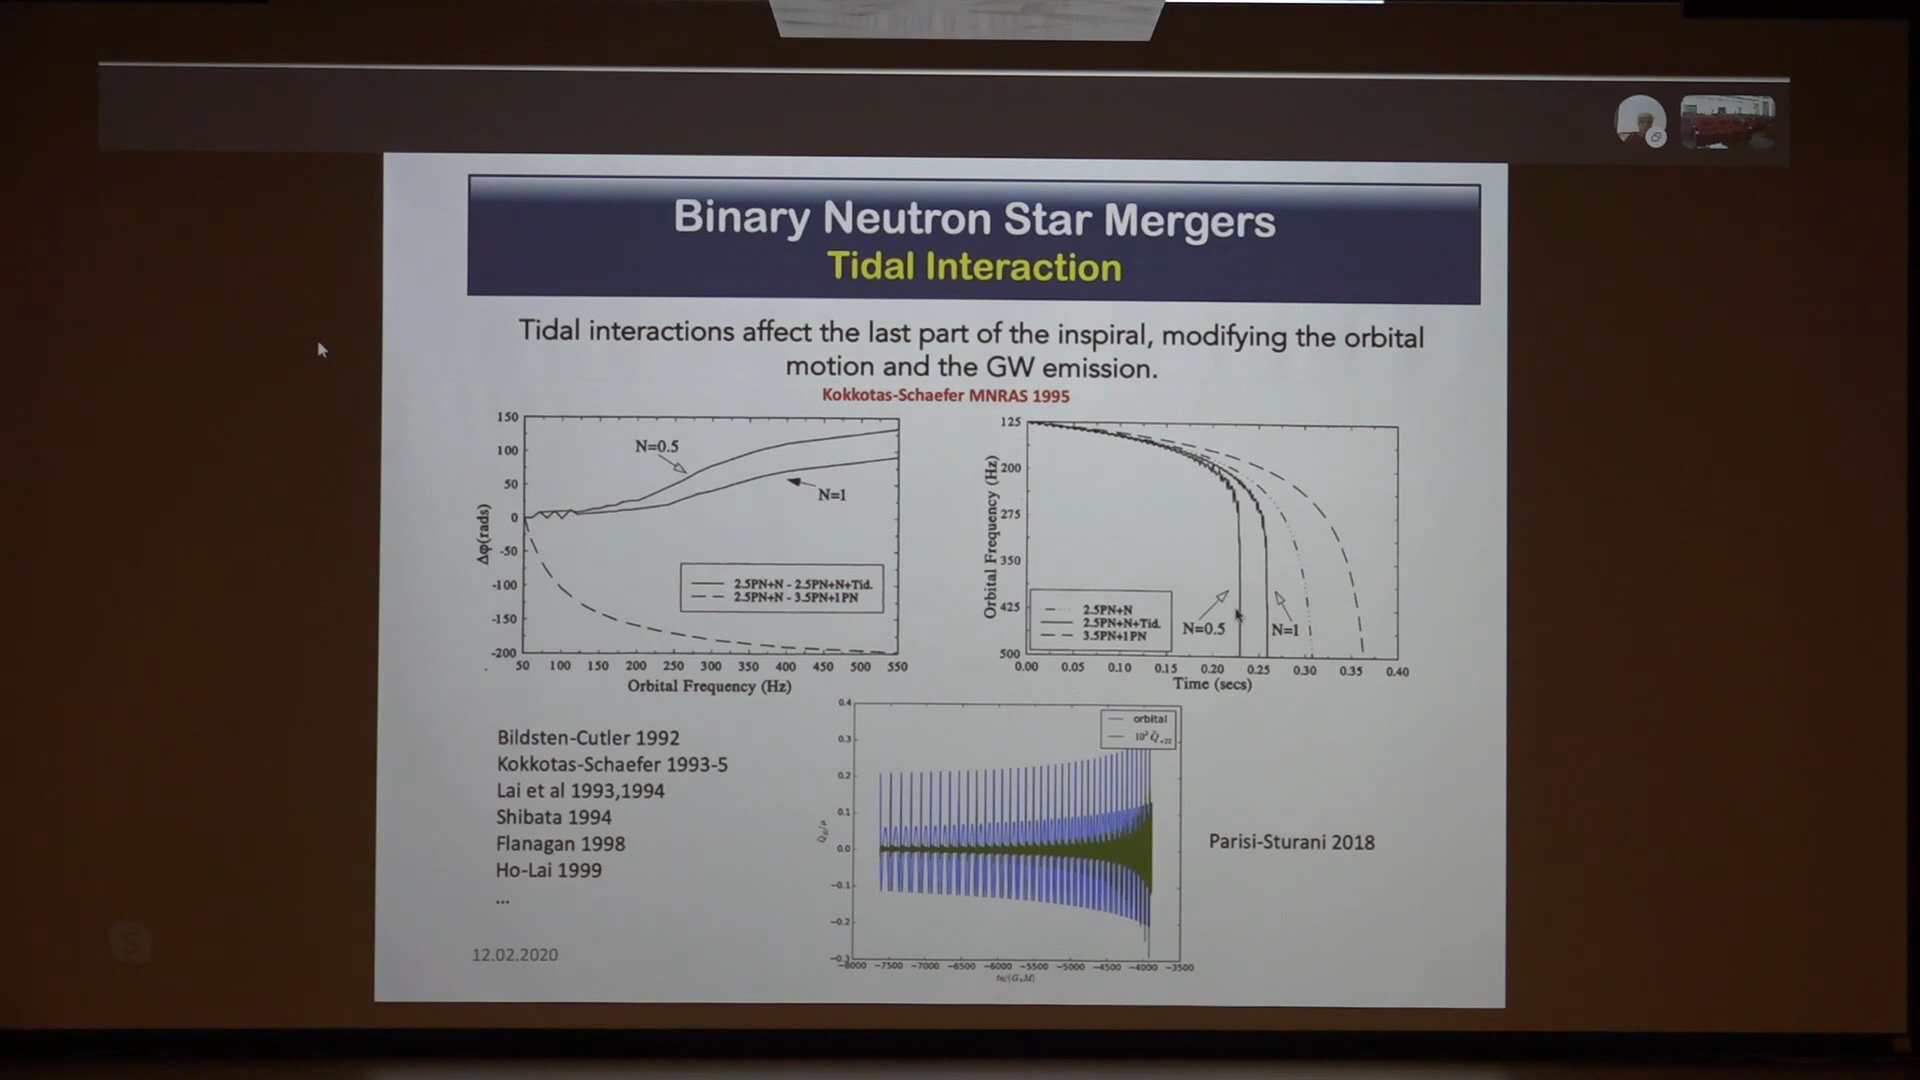 Binary Neutron Star Mergers
Tidal Interaction
Tidal interactions affect the last part of the inspiral, modifying the orbital
motion and the GW emission.
Kokkotas-Schaefer MNRAS 1995
150
100
50
0
-50
-100
-150
-200
Δφ(rads)
N=0.5
N=1
2.5PN+N - 2.5PN+N+Tid.
2.5PN+N - 3.5PN+1PN
50 100 150 200 250 300 350 400 450 500 550
Orbital Frequency (Hz)
125
200
275
350
425
500
Orbital Frequency (Hz)
2.5PN+N
2.5PN+N+Tid.
3.5PN+1PN
N=0.5
N=1
0.00 0.05 0.10 0.15 0.20 0.25 0.30 0.35 0.40
Time (secs)
Bildsten-Cutler 1992
Kokkotas-Schaefer 1993-5
Lai et al 1993,1994
Shibata 1994
Flanagan 1998
Ho-Lai 1999
...
0.4
0.3
0.2
0.1
0.0
−0.1
−0.2
−0.3
orbital
−8000 −7500 −7000 −6500 −6000 −5500 −5000 −4500 −4000 −3500
Parisi-Sturani 2018
12.02.2020
S